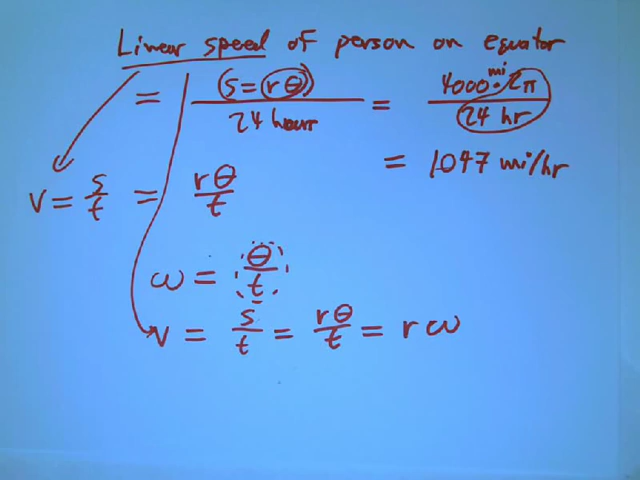 Linear speed of person on equator
= (s = rθ) / 24 hour = 4000 mi · 2π / 24 hr
= 1047 mi/hr
v = s/t = rθ/t
ω = θ/t
v = s/t = rθ/t = rω